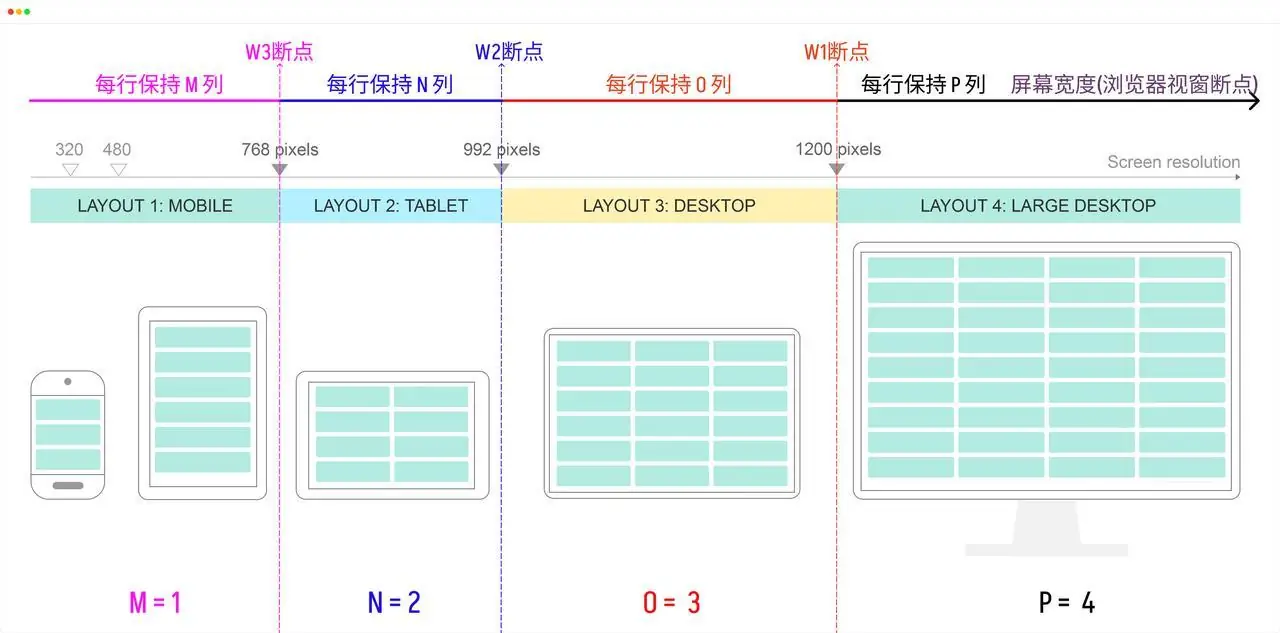 W3断点 W2断点 W1断点
每行保持 M 列 每行保持 N 列 每行保持 O 列 每行保持 P 列 屏幕宽度(浏览器视窗断点)
320 480 768 pixels 992 pixels 1200 pixels
Screen resolution
LAYOUT 1: MOBILE LAYOUT 2: TABLET LAYOUT 3: DESKTOP LAYOUT 4: LARGE DESKTOP
M = 1 N = 2 O = 3 P = 4